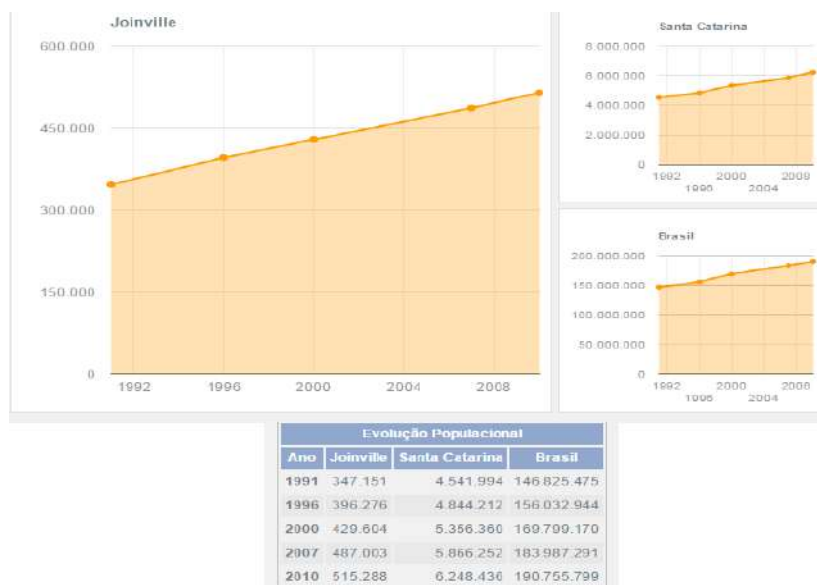 Joinville
600.000
450.000
300.000
150.000
0
1992 1996 2000 2004 2008
Santa Catarina
8.000.000
6.000.000
4.000.000
2.000.000
0
1992 2000 2008
1996 2004
Brasil
200.000.000
150.000.000
100.000.000
50.000.000
0
1992 2000 2008
1996 2004
Evolução Populacional
Ano Joinville Santa Catarina Brasil
1991 347.151 4.541.994 146.825.475
1996 396.276 4.844.212 156.032.944
2000 429.604 5.356.360 169.799.170
2007 487.003 5.866.252 183.987.291
2010 515.288 6.248.436 190.755.799